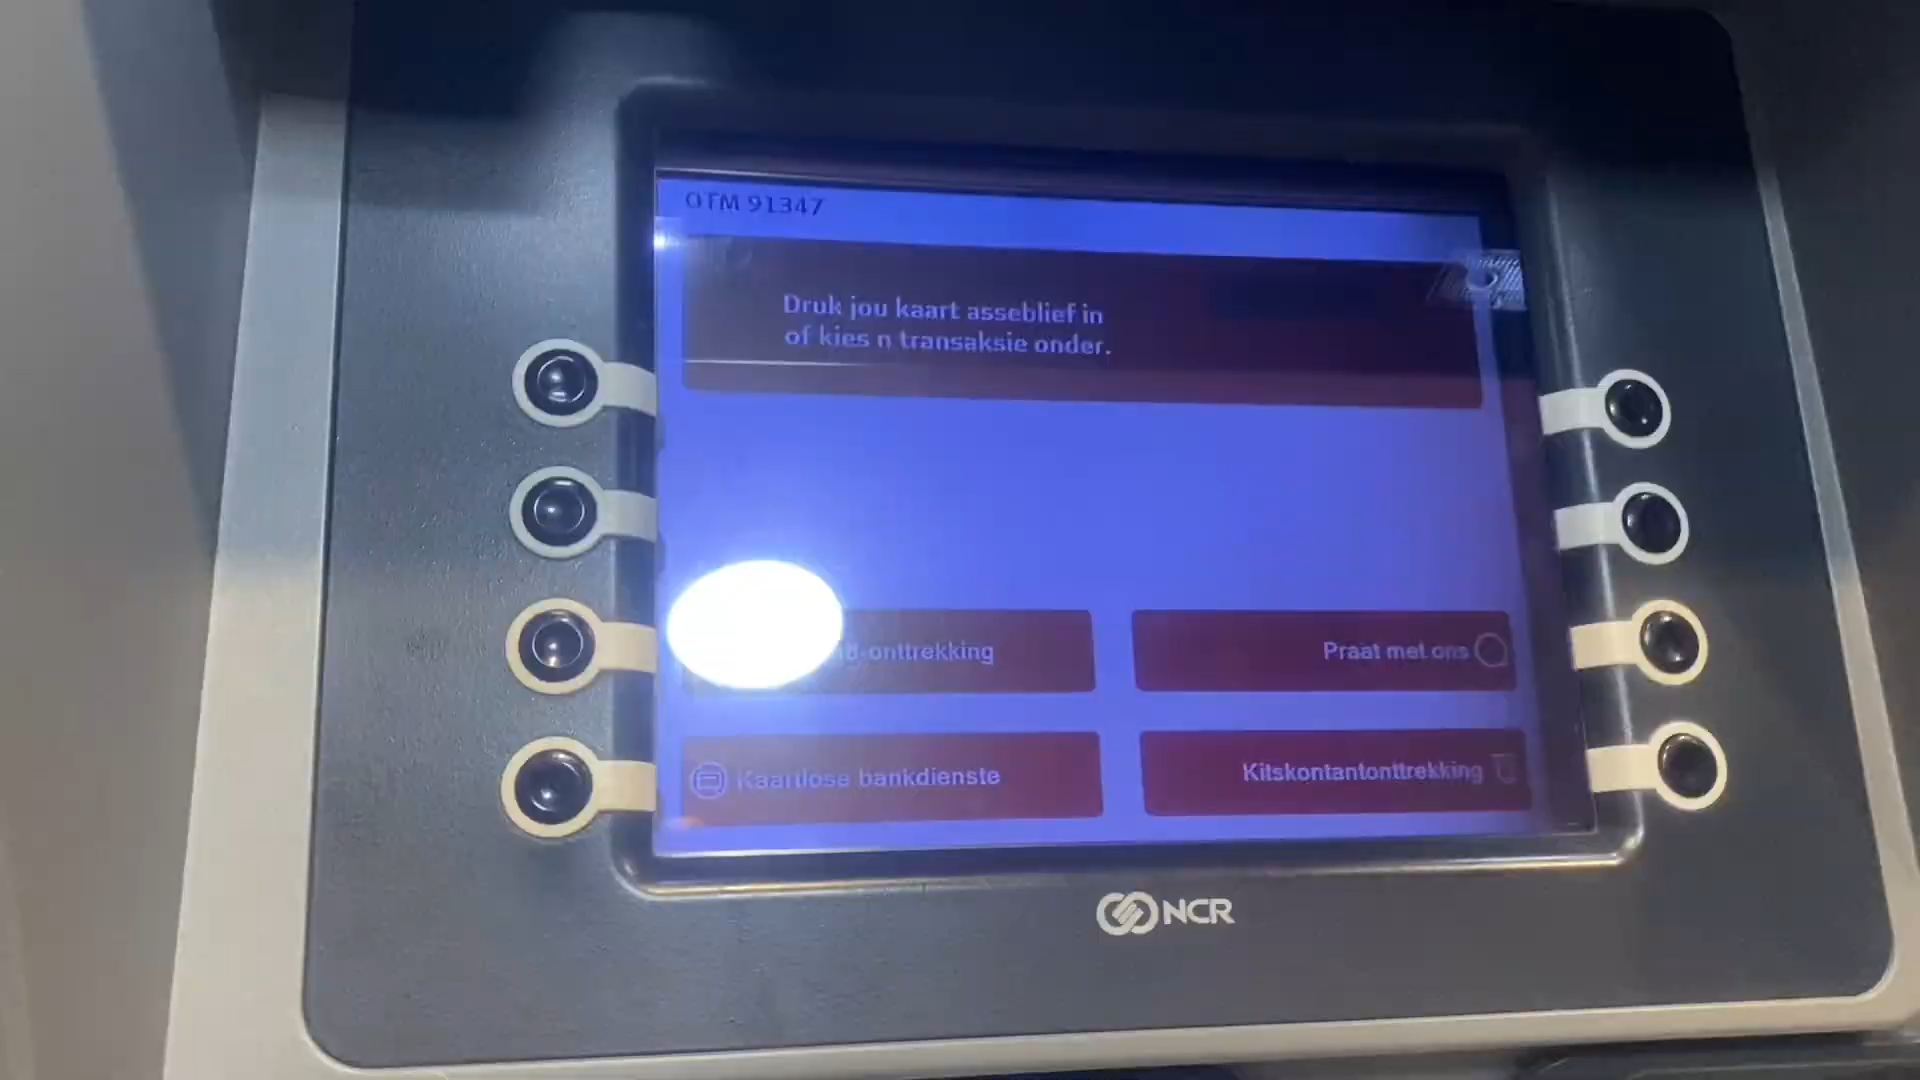 OTM 91347
Druk jou kaart asseblief in
of kies n transaksie onder.
-onttrekking
Praat met ons
Kaartlose bankdienste
Kitskontantonttrekking
NCR